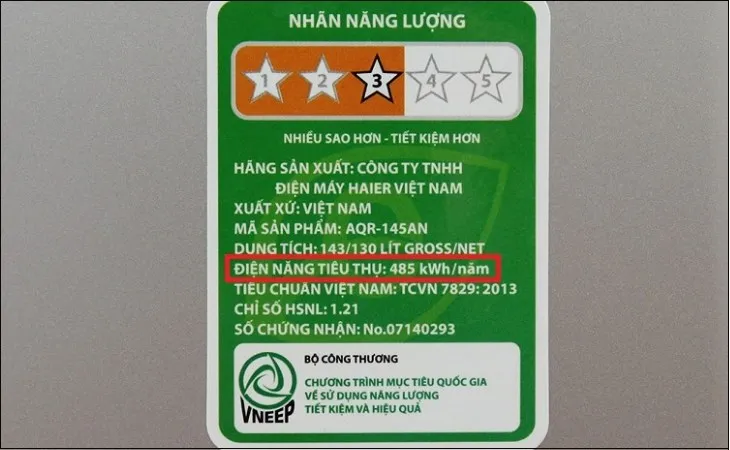 NHÃN NĂNG LƯỢNG
1 2 3 4 5
NHIỀU SAO HƠN - TIẾT KIỆM HƠN
HÃNG SẢN XUẤT: CÔNG TY TNHH
ĐIỆN MÁY HAIER VIỆT NAM
XUẤT XỨ: VIỆT NAM
MÃ SẢN PHẨM: AQR-145AN
DUNG TÍCH: 143/130 LÍT GROSS/NET
ĐIỆN NĂNG TIÊU THỤ: 485 kWh/năm
TIÊU CHUẨN VIỆT NAM: TCVN 7829: 2013
CHỈ SỐ HSNL: 1.21
SỐ CHỨNG NHẬN: No.07140293
BỘ CÔNG THƯƠNG
CHƯƠNG TRÌNH MỤC TIÊU QUỐC GIA
VỀ SỬ DỤNG NĂNG LƯỢNG
TIẾT KIỆM VÀ HIỆU QUẢ
VNEEP